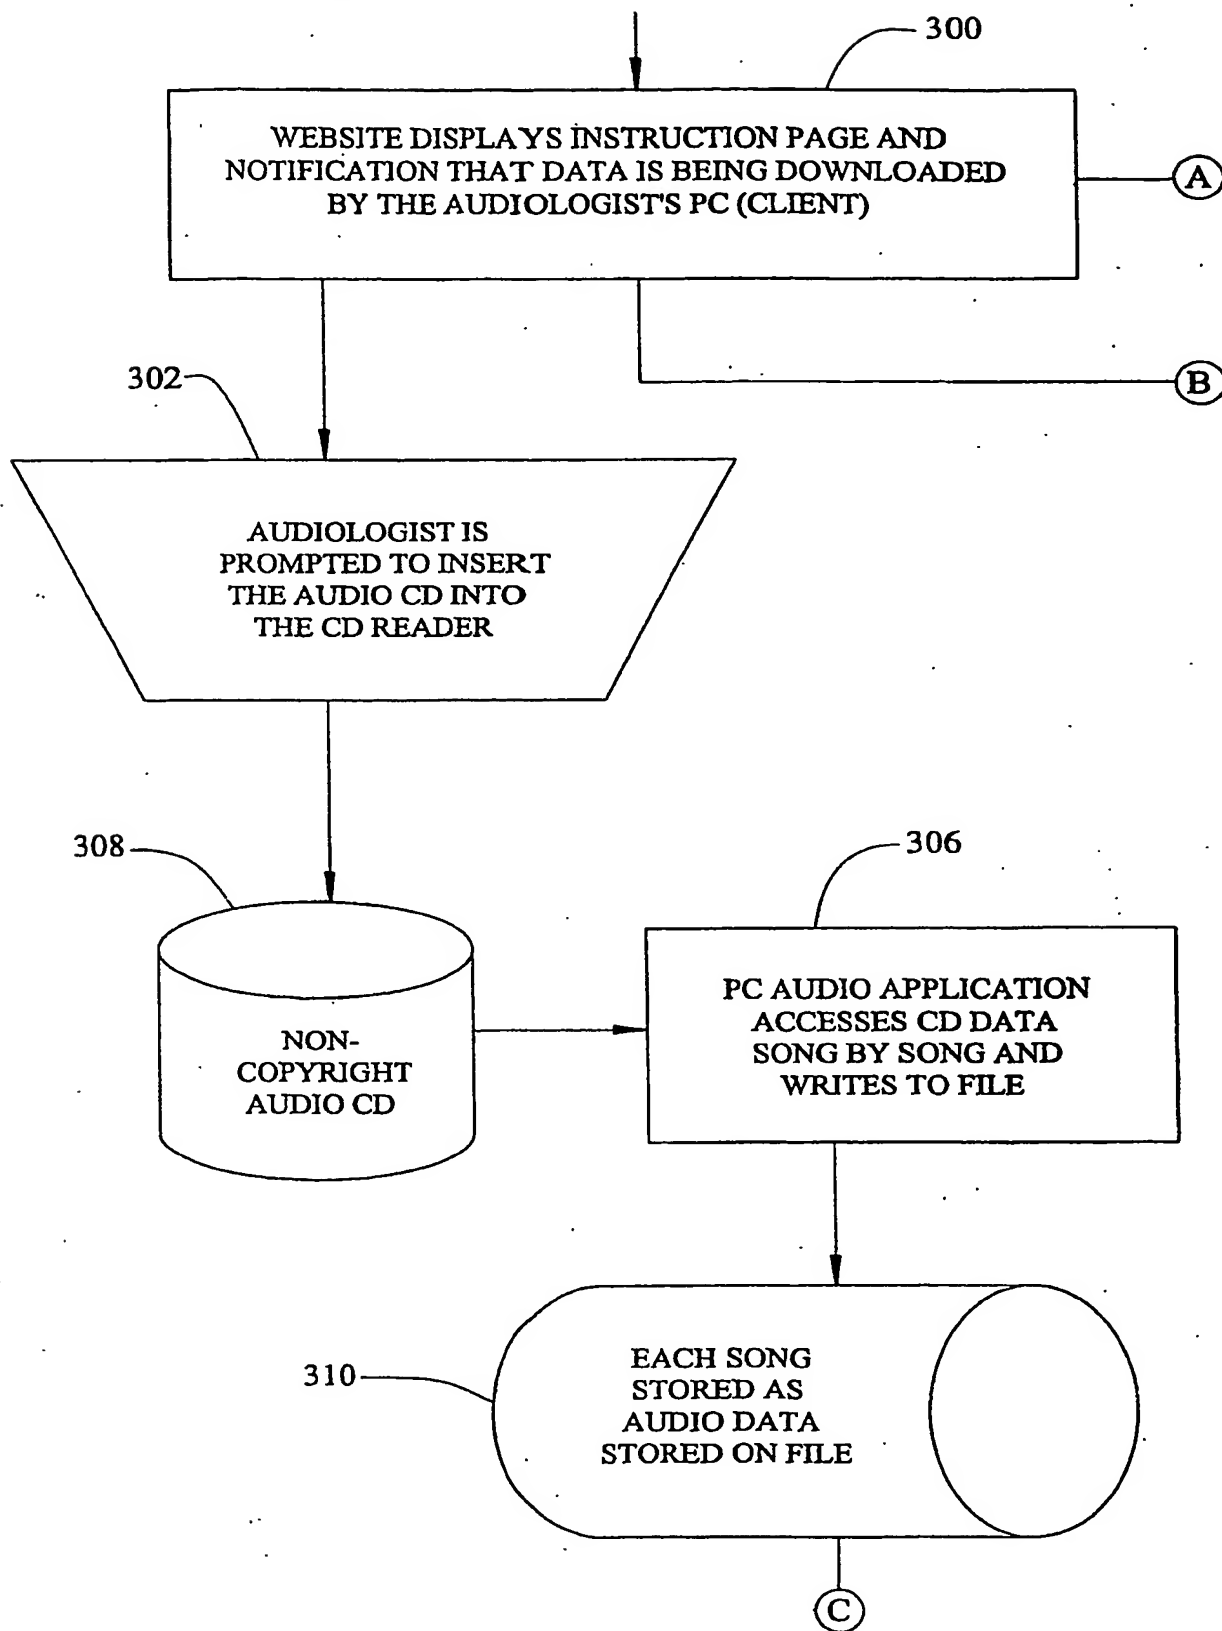 300
WEBSITE DISPLAYS INSTRUCTION PAGE AND
NOTIFICATION THAT DATA IS BEING DOWNLOADED
BY THE AUDIOLOGIST'S PC (CLIENT)
A
B
302
AUDIOLOGIST IS
PROMPTED TO INSERT
THE AUDIO CD INTO
THE CD READER
308
NON-
COPYRIGHT
AUDIO CD
306
PC AUDIO APPLICATION
ACCESSES CD DATA
SONG BY SONG AND
WRITES TO FILE
310
EACH SONG
STORED AS
AUDIO DATA
STORED ON FILE
C